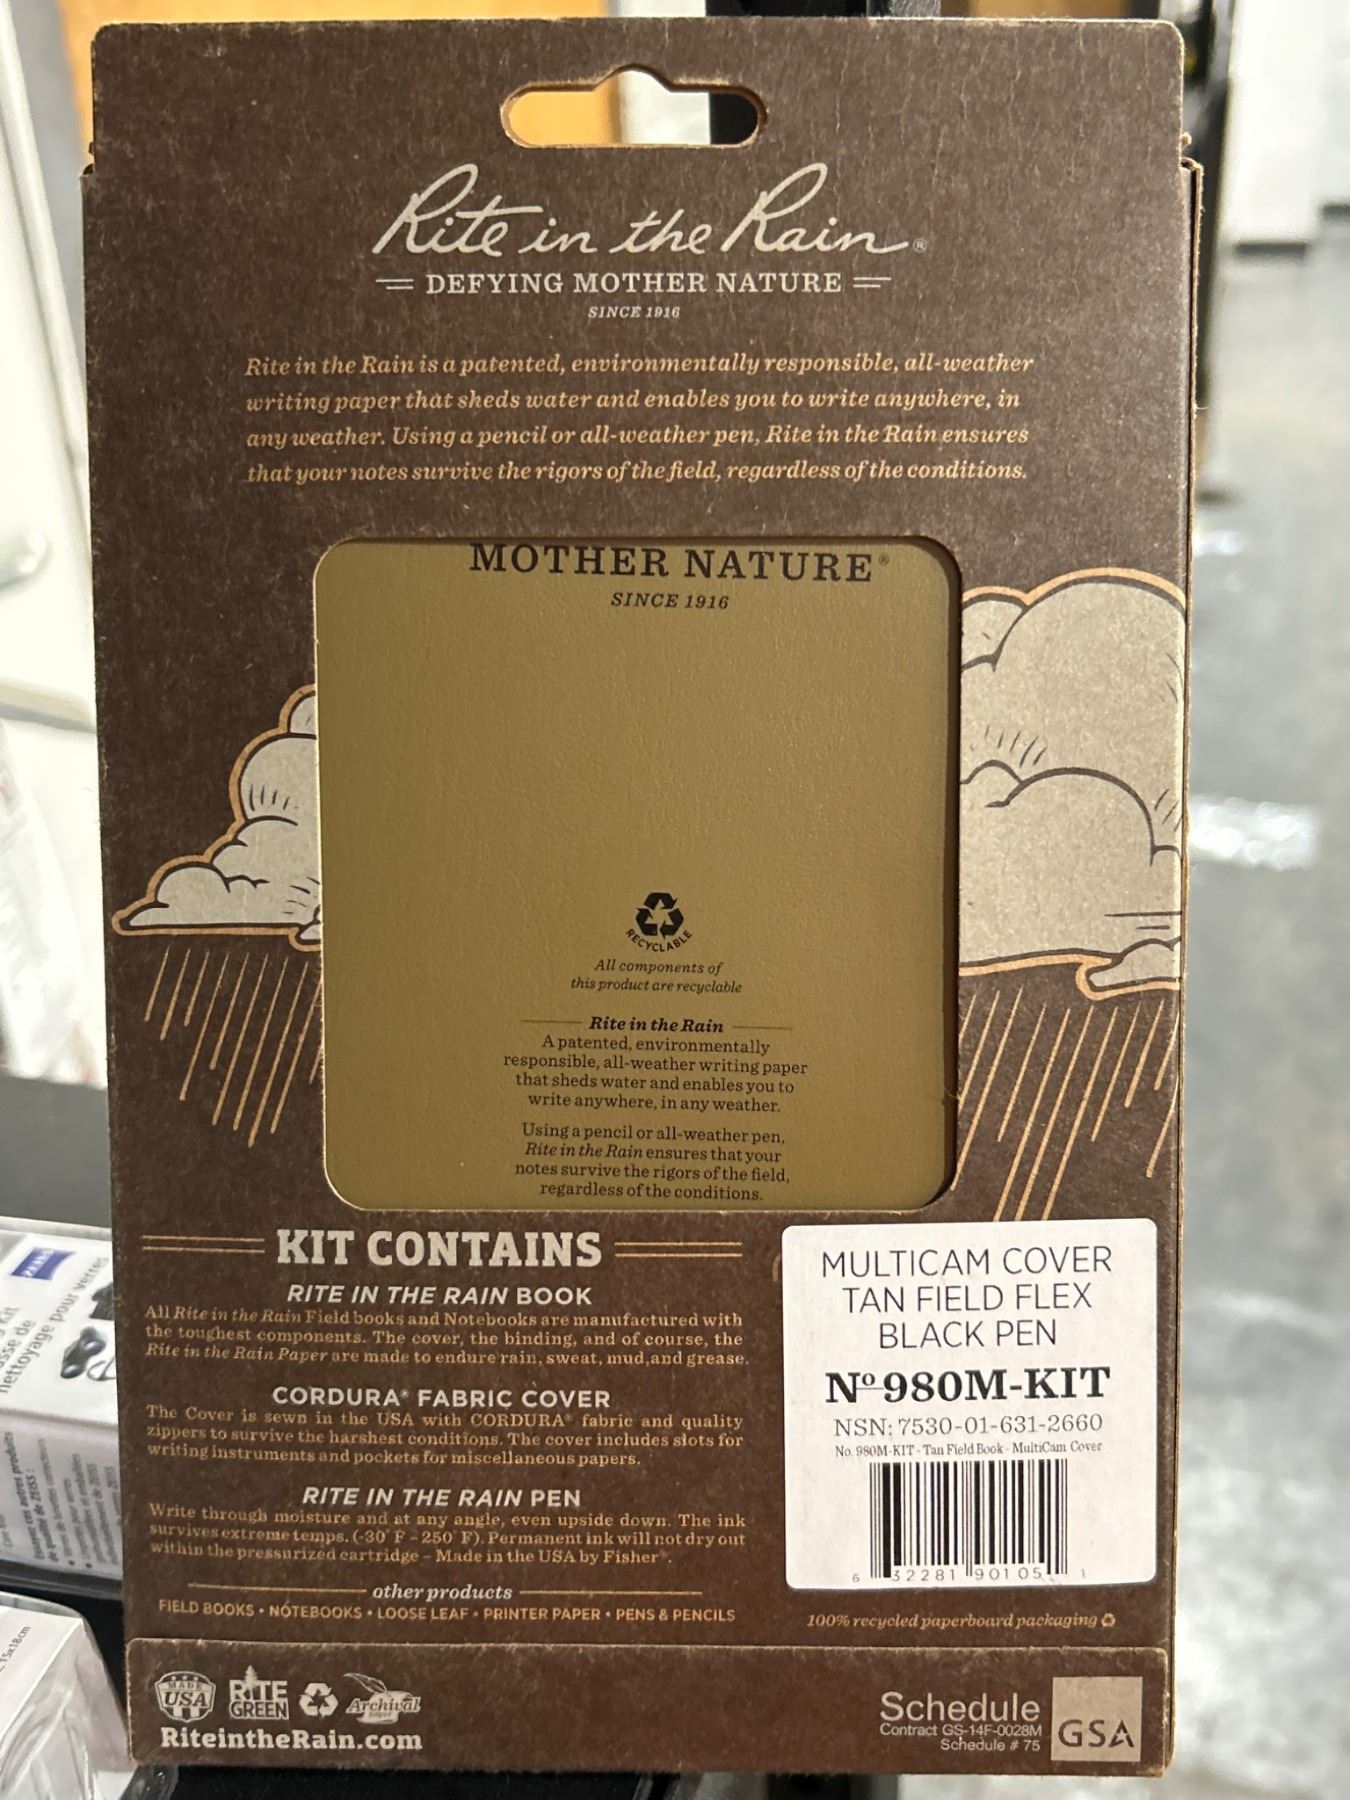 Rite in the Rain®
DEFYING MOTHER NATURE
SINCE 1916
Rite in the Rain is a patented, environmentally responsible, all-weather
writing paper that sheds water and enables you to write anywhere, in
any weather. Using a pencil or all-weather pen, Rite in the Rain ensures
that your notes survive the rigors of the field, regardless of the conditions.
MOTHER NATURE®
SINCE 1916
RECYCLABLE
All components of
this product are recyclable
Rite in the Rain
A patented, environmentally
responsible, all-weather writing paper
that sheds water and enables you to
write anywhere, in any weather.
Using a pencil or all-weather pen,
Rite in the Rain ensures that your
notes survive the rigors of the field,
regardless of the conditions.
KIT CONTAINS
RITE IN THE RAIN BOOK
All Rite in the Rain Field books and Notebooks are manufactured with
the toughest components. The cover, the binding, and of course, the
Rite in the Rain Paper are made to endure rain, sweat, mud,and grease.
CORDURA® FABRIC COVER
The Cover is sewn in the USA with CORDURA® fabric and quality
zippers to survive the harshest conditions. The cover includes slots for
writing instruments and pockets for miscellaneous papers.
RITE IN THE RAIN PEN
Write through moisture and at any angle, even upside down. The ink
survives extreme temps. (-30° F - 250° F). Permanent ink will not dry out
within the pressurized cartridge – Made in the USA by Fisher®.
other products
FIELD BOOKS • NOTEBOOKS • LOOSE LEAF • PRINTER PAPER • PENS & PENCILS
MULTICAM COVER
TAN FIELD FLEX
BLACK PEN
Nº 980M-KIT
NSN: 7530-01-631-2660
No. 980M-KIT - Tan Field Book - MultiCam Cover
6 32281 90105 1
100% recycled paperboard packaging
MADE
USA
RITE
GREEN
Archival
paper
RiteintheRain.com
Schedule
Contract GS-14F-0028M
Schedule # 75
GSA
ZEISS
nettoyage pour verres